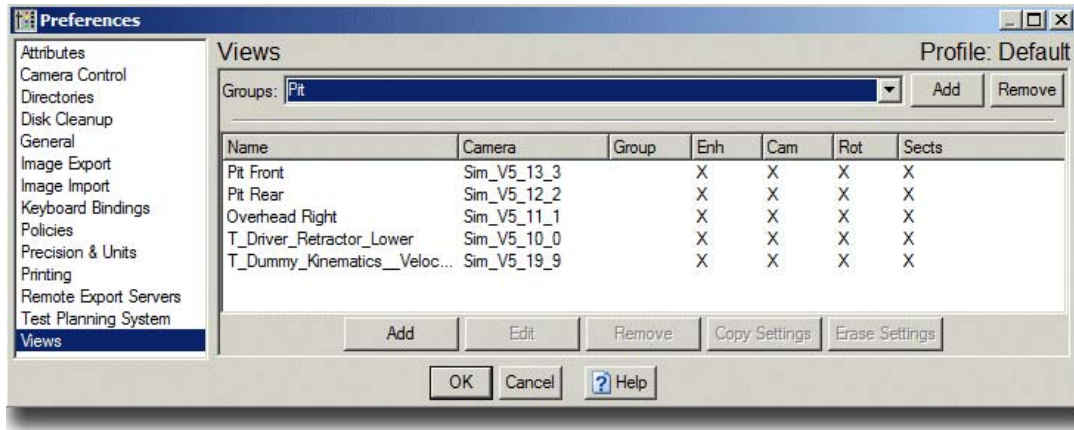 Preferences
Attributes
Camera Control
Directories
Disk Cleanup
General
Image Export
Image Import
Keyboard Bindings
Policies
Precision & Units
Printing
Remote Export Servers
Test Planning System
Views
Views Profile: Default
Groups: Pit Add Remove
Name Camera Group Enh Cam Rot Sects
Pit Front Sim_V5_13_3 X X X X
Pit Rear Sim_V5_12_2 X X X X
Overhead Right Sim_V5_11_1 X X X X
T_Driver_Retractor_Lower Sim_V5_10_0 X X X X
T_Dummy_Kinematics__Veloc... Sim_V5_19_9 X X X X
Add Edit Remove Copy Settings Erase Settings
OK Cancel ? Help